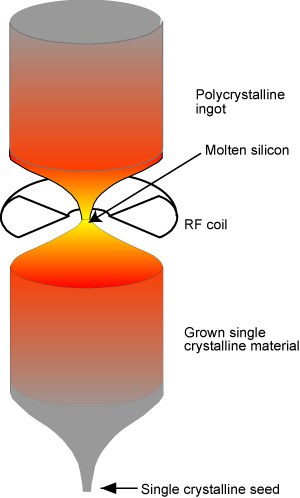 Polycrystalline
ingot
Molten silicon
RF coil
Grown single
crystalline material
Single crystalline seed